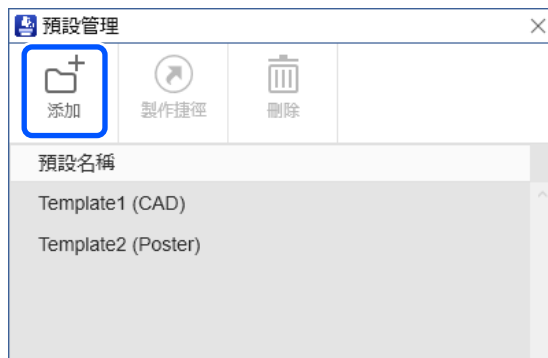 預設管理
添加
製作捷徑
刪除
預設名稱
Template1 (CAD)
Template2 (Poster)